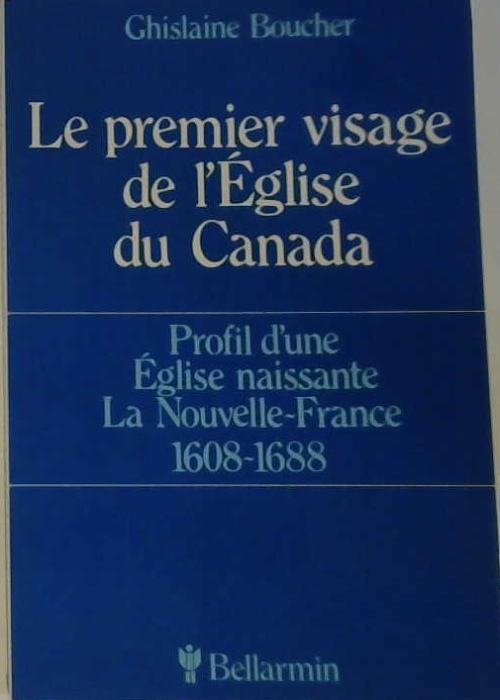 Ghislaine Boucher
Le premier visage
de l'Église
du Canada
Profil d'une
Église naissante
La Nouvelle-France
1608-1688
Bellarmin